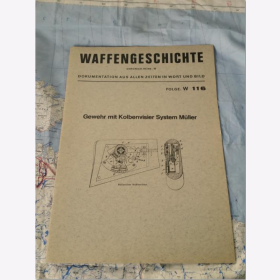 WAFFENGESCHICHTE
DOKUMENTATION AUS ALLEN ZEITEN IN WORT UND BILD
FOLGE W 116
Gewehr mit Kolbenvisier System Müller